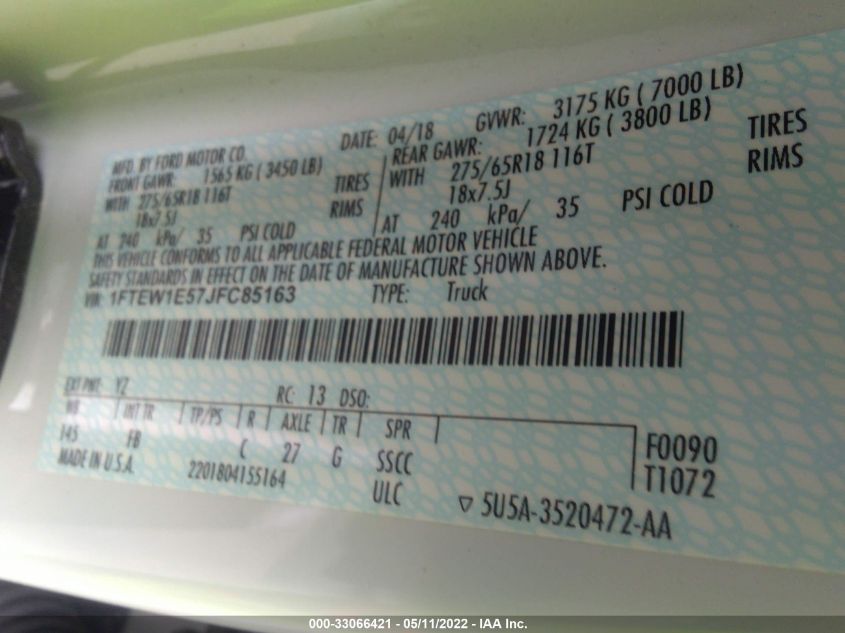 MFD. BY FORD MOTOR CO. DATE: 04/18 GVWR: 3175 KG ( 7000 LB)
FRONT GAWR: 1565 KG ( 3450 LB) REAR GAWR: 1724 KG ( 3800 LB)
WITH 275/65R18 116T TIRES WITH 275/65R18 116T TIRES
18x7.5J RIMS 18x7.5J RIMS
AT 240 kPa/ 35 PSI COLD AT 240 kPa/ 35 PSI COLD
THIS VEHICLE CONFORMS TO ALL APPLICABLE FEDERAL MOTOR VEHICLE
SAFETY STANDARDS IN EFFECT ON THE DATE OF MANUFACTURE SHOWN ABOVE.
VIN: 1FTEW1E57JFC85163 TYPE: Truck
EXT PNT: YZ RC: 13 DSO:
WB INT TR TP/PS R AXLE TR SPR
145 FB C 27 G SSCC F0090
MADE IN U.S.A. 2201804155164 ULC T1072
▽ 5U5A-3520472-AA
000-33066421 - 05/11/2022 - IAA Inc.